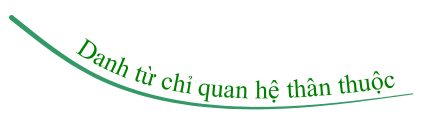 Danh từ chỉ quan hệ thân thuộc